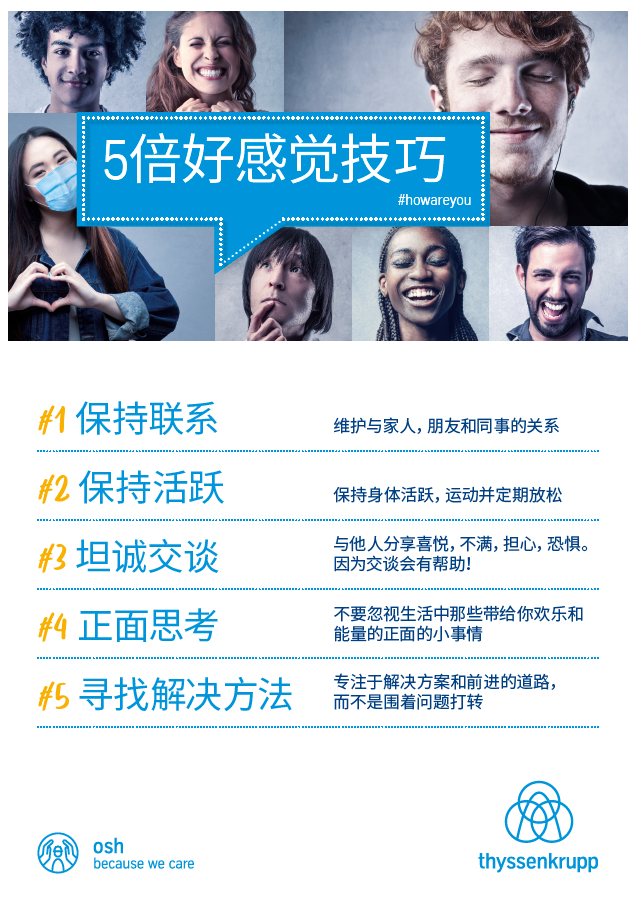 5倍好感觉技巧
#howareyou
#1 保持联系
维护与家人，朋友和同事的关系
#2 保持活跃
保持身体活跃，运动并定期放松
#3 坦诚交谈
与他人分享喜悦，不满，担心，恐惧。
因为交谈会有帮助！
#4 正面思考
不要忽视生活中那些带给你欢乐和
能量的正面的小事情
#5 寻找解决方法
专注于解决方案和前进的道路，
而不是围着问题打转
osh
because we care
thyssenkrupp